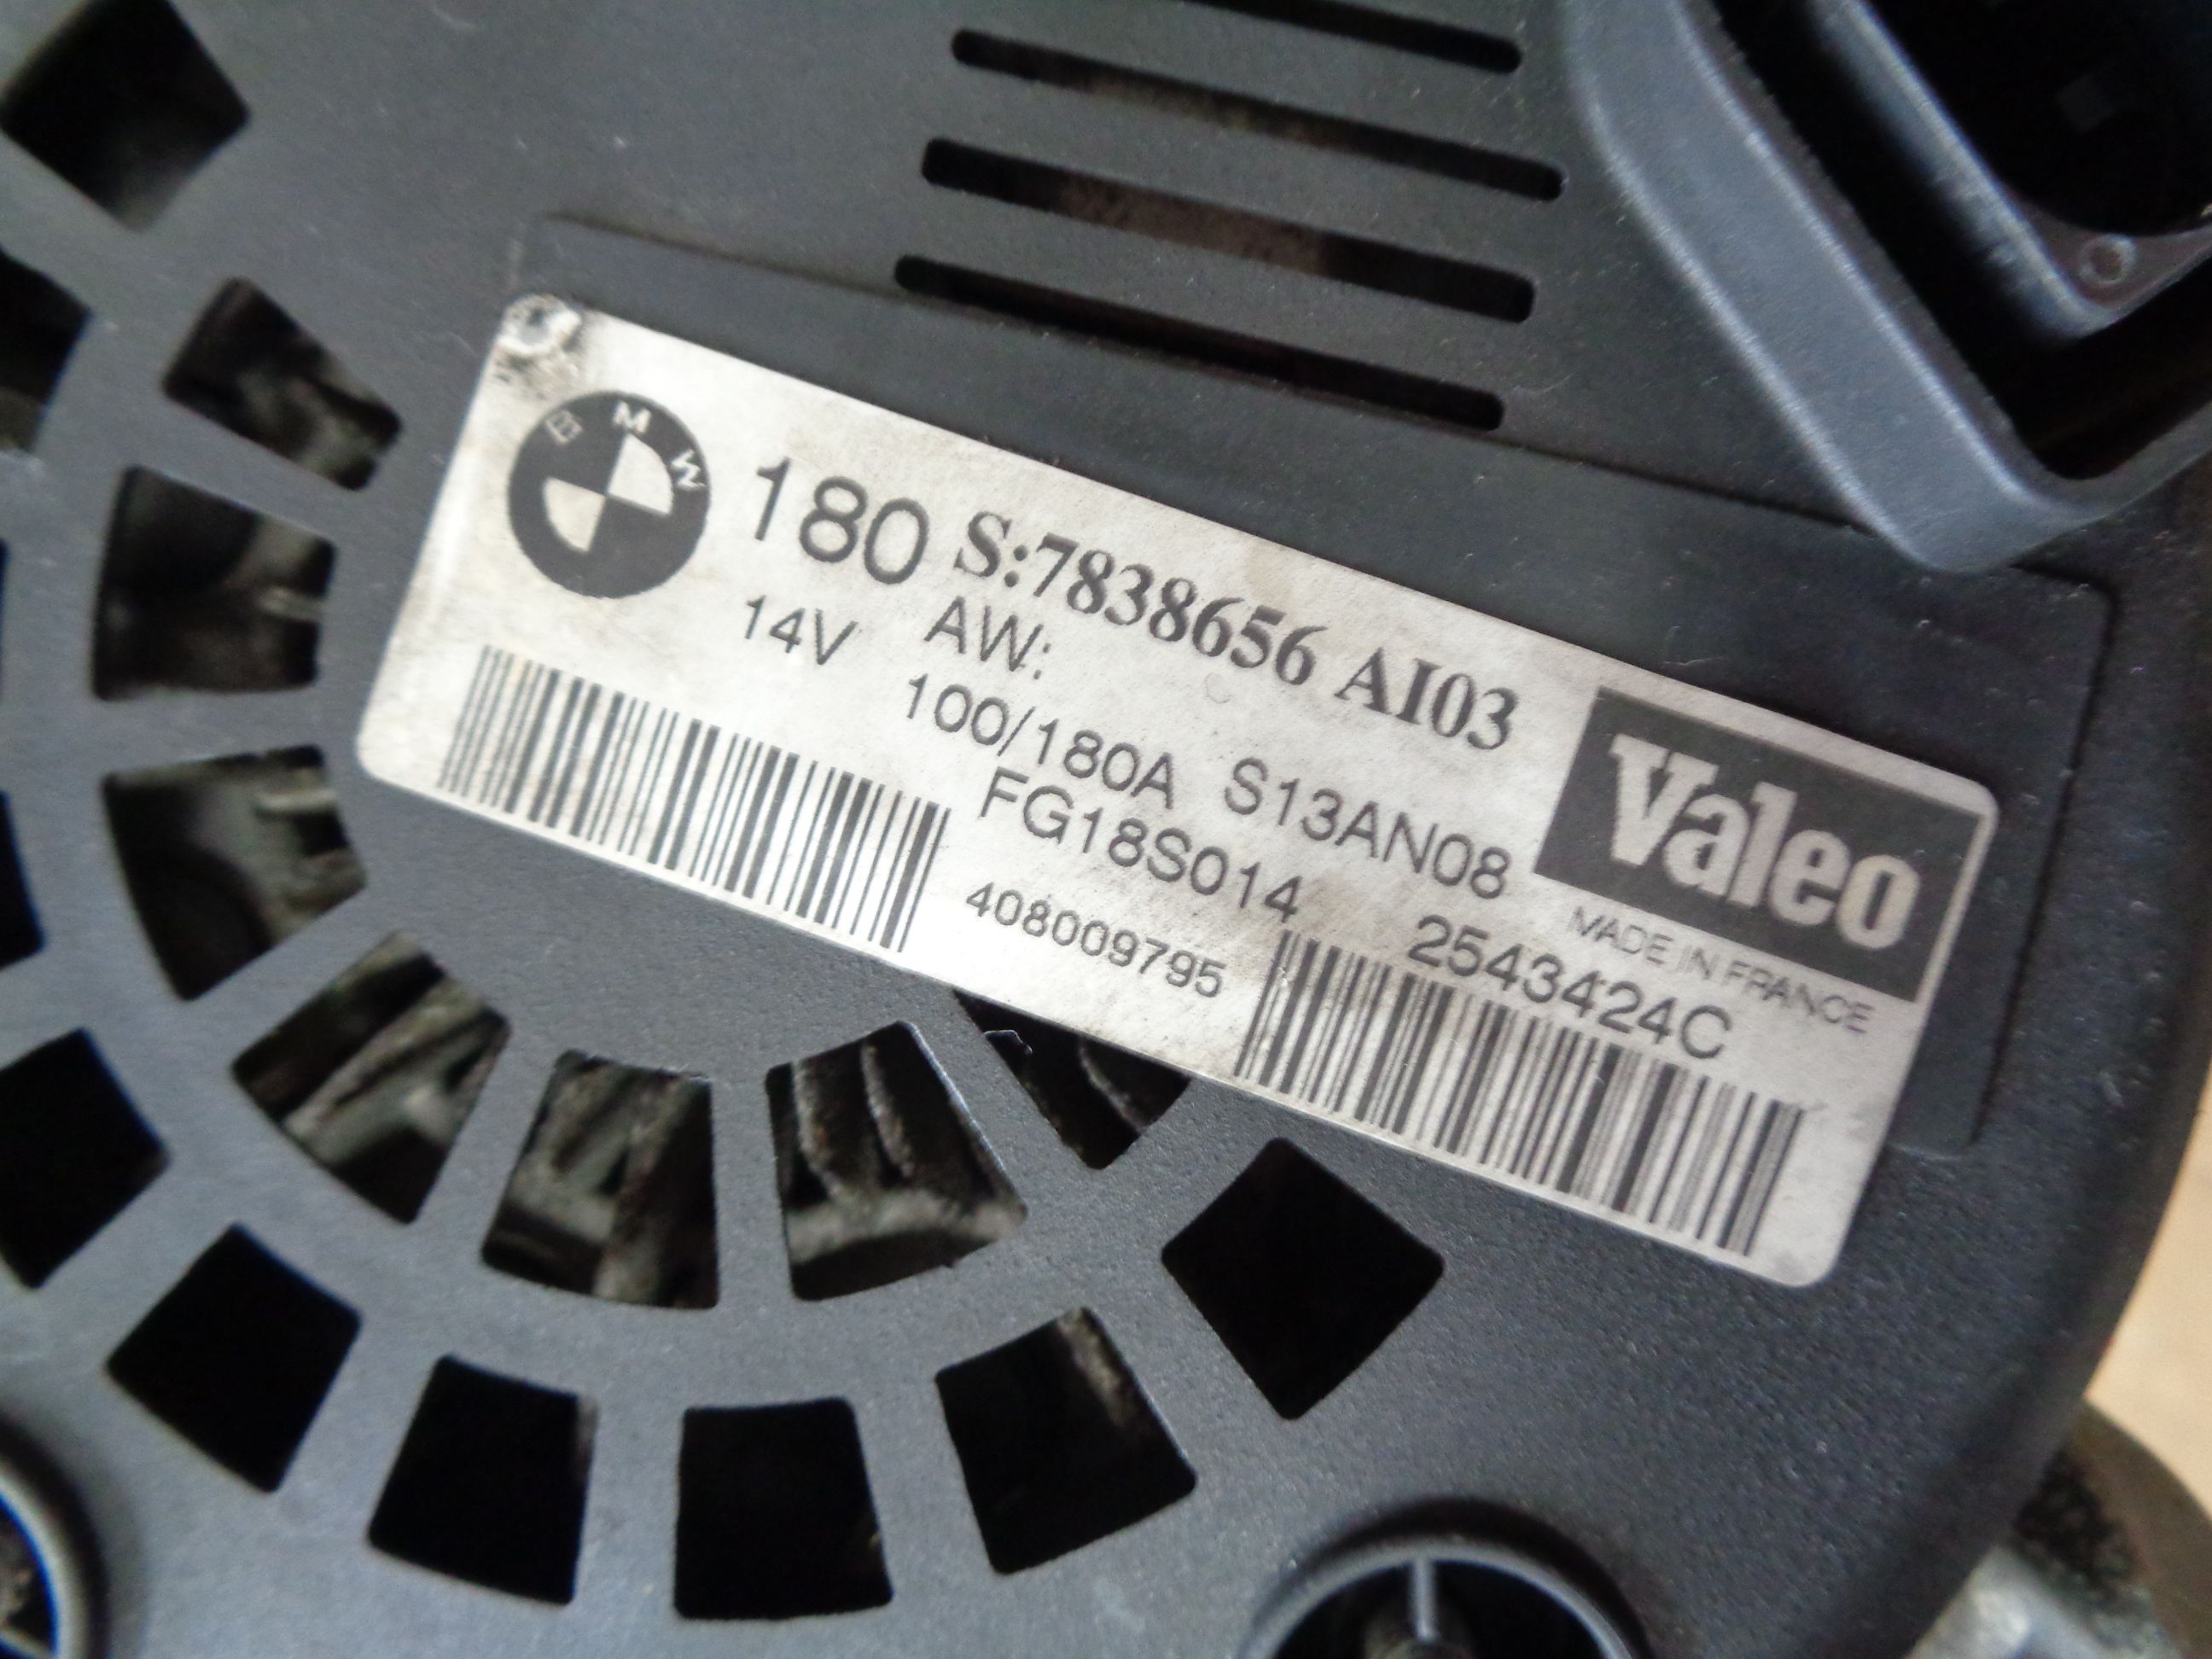 BMW
180 S:7838656 AI03
AW:
14V 100/180A S13AN08
FG18S014
408009795
2543424C
Valeo
MADE IN FRANCE